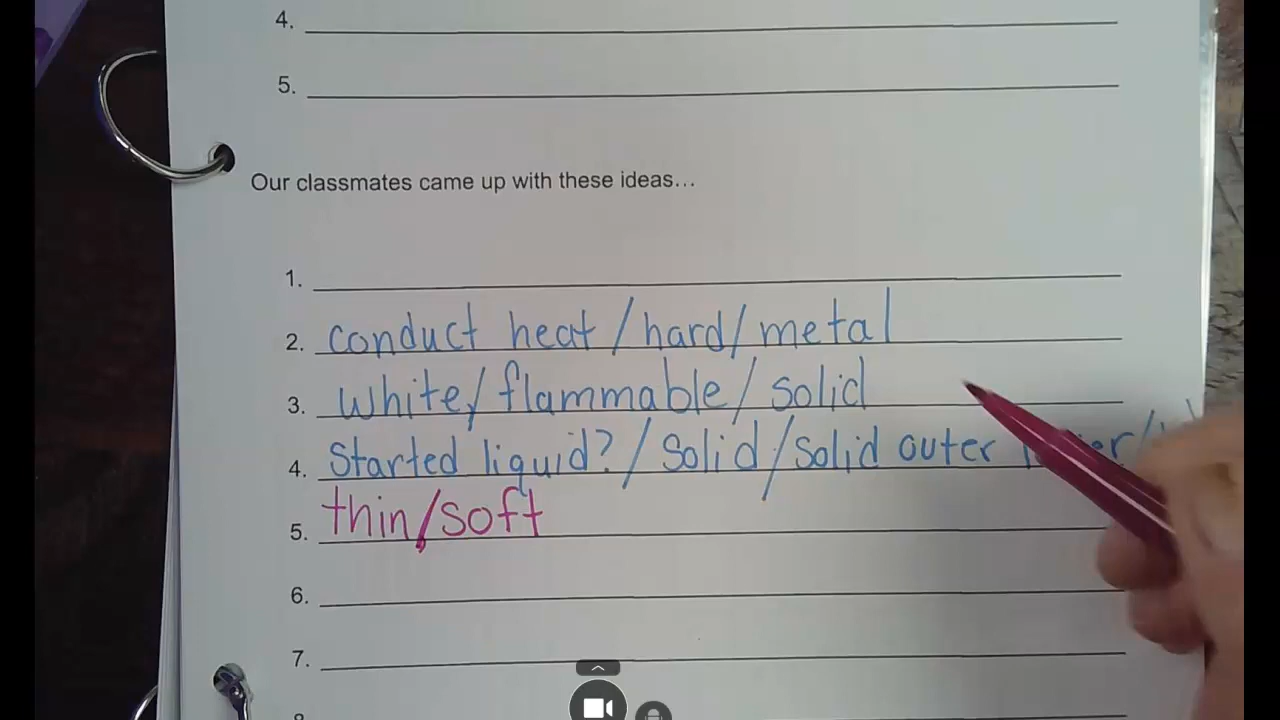 4.
5.
Our classmates came up with these ideas...
1.
2. conduct heat / hard / metal
3. white / flammable / solid
4. Started liquid? / Solid / Solid outer
5. thin/soft
6.
7.